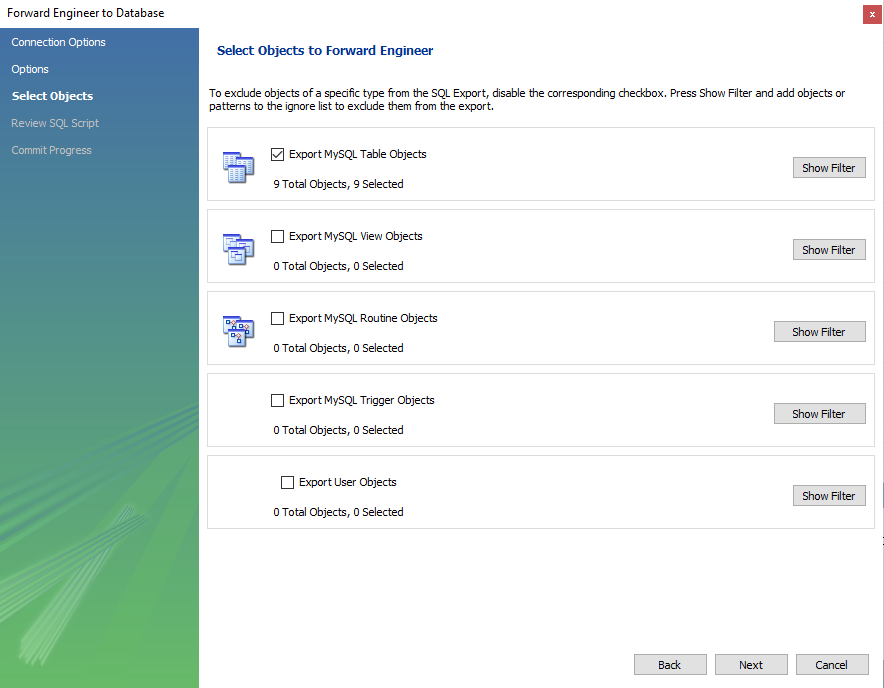 Forward Engineer to Database
x
Connection Options
Options
Select Objects
Review SQL Script
Commit Progress
Select Objects to Forward Engineer
To exclude objects of a specific type from the SQL Export, disable the corresponding checkbox. Press Show Filter and add objects or
patterns to the ignore list to exclude them from the export.
Export MySQL Table Objects
9 Total Objects, 9 Selected
Show Filter
Export MySQL View Objects
0 Total Objects, 0 Selected
Show Filter
Export MySQL Routine Objects
0 Total Objects, 0 Selected
Show Filter
Export MySQL Trigger Objects
0 Total Objects, 0 Selected
Show Filter
Export User Objects
0 Total Objects, 0 Selected
Show Filter
Back Next Cancel